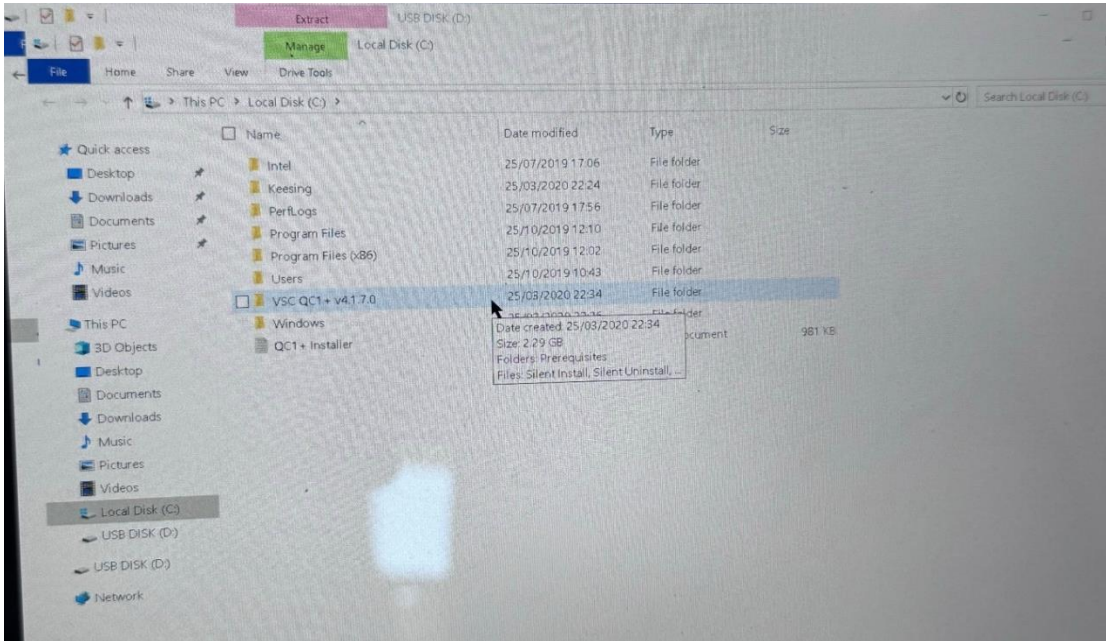 Extract USB DISK (D:)
Manage Local Disk (C:)
File Home Share View Drive Tools
This PC > Local Disk (C:) > Search Local Disk (C:)
Name Date modified Type Size
Quick access
Desktop
Downloads
Documents
Pictures
Music
Videos
This PC
3D Objects
Desktop
Documents
Downloads
Music
Pictures
Videos
Local Disk (C:)
USB DISK (D:)
USB DISK (D:)
Network
Intel 25/07/2019 17:06 File folder
Keesing 25/03/2020 22:24 File folder
PerfLogs 25/07/2019 17:56 File folder
Program Files 25/10/2019 12:10 File folder
Program Files (x86) 25/10/2019 12:02 File folder
Users 25/10/2019 10:43 File folder
VSC QC1+ v4.1.7.0 25/03/2020 22:34 File folder
Windows File folder
QC1+ Installer 981 KB
Date created: 25/03/2020 22:34
Size: 2.29 GB
Folders: Prerequisites
Files: Silent Install, Silent Uninstall, ...